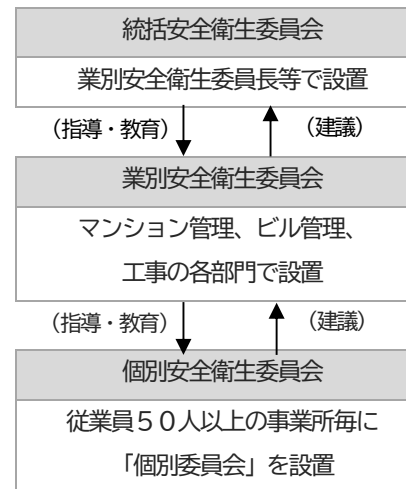 統括安全衛生委員会
業別安全衛生委員長等で設置
（指導・教育）　（建議）
業別安全衛生委員会
マンション管理、ビル管理、
工事の各部門で設置
（指導・教育）　（建議）
個別安全衛生委員会
従業員５０人以上の事業所毎に
「個別委員会」を設置